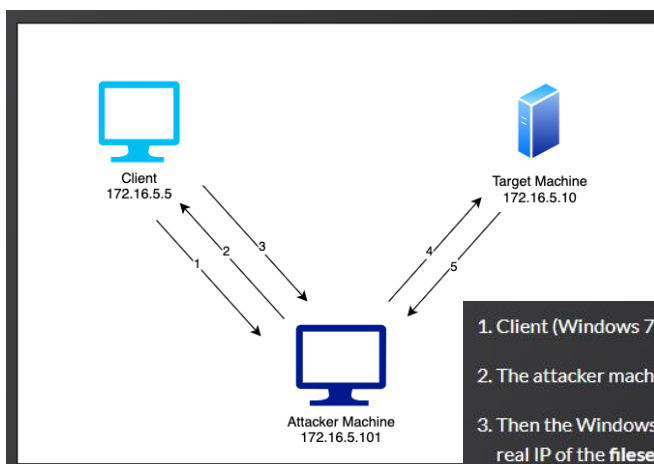 Client
172.16.5.5
Target Machine
172.16.5.10
3
4
2
1
5
Attacker Machine
172.16.5.101
1. Client (Windows 7
2. The attacker mach
3. Then the Windows
real IP of the filese